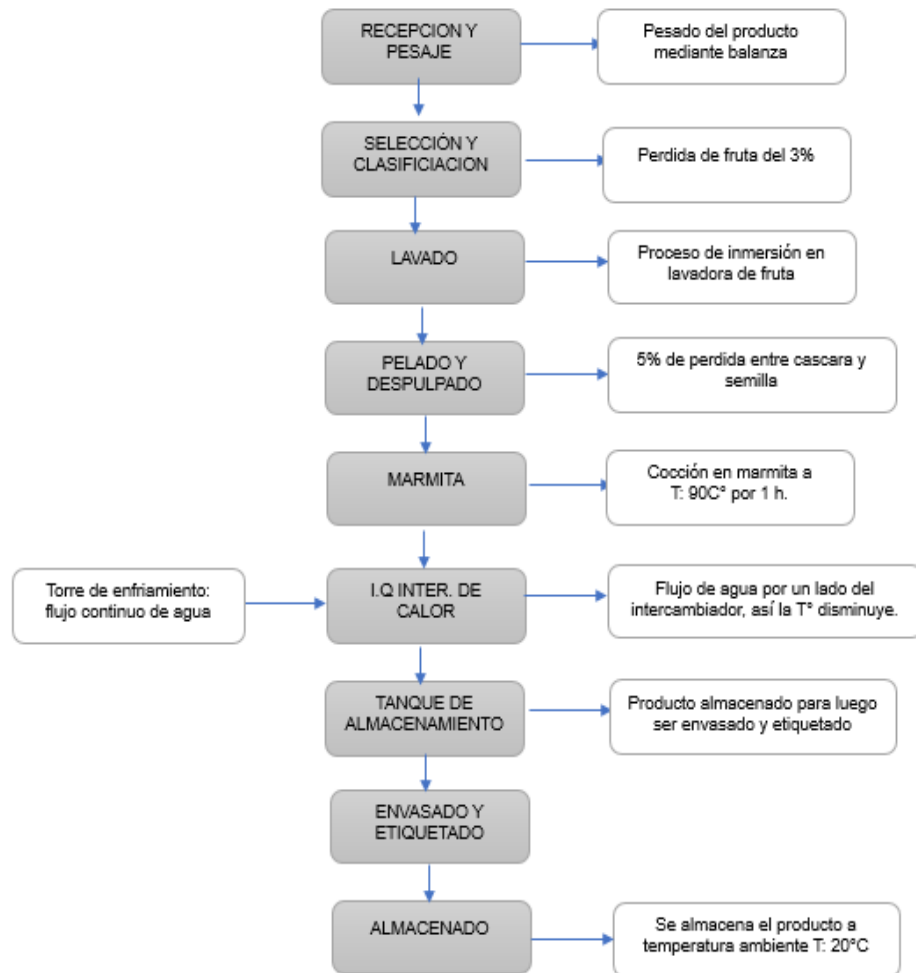 RECEPCION Y
PESAJE
Pesado del producto
mediante balanza
SELECCIÓN Y
CLASIFICIACION
Perdida de fruta del 3%
LAVADO
Proceso de inmersión en
lavadora de fruta
PELADO Y
DESPULPADO
5% de perdida entre cascara y
semilla
MARMITA
Cocción en marmita a
T: 90C° por 1 h.
Torre de enfriamiento:
flujo continuo de agua
I.Q INTER. DE
CALOR
Flujo de agua por un lado del
intercambiador, así la T° disminuye.
TANQUE DE
ALMACENAMIENTO
Producto almacenado para luego
ser envasado y etiquetado
ENVASADO Y
ETIQUETADO
ALMACENADO
Se almacena el producto a
temperatura ambiente T: 20°C